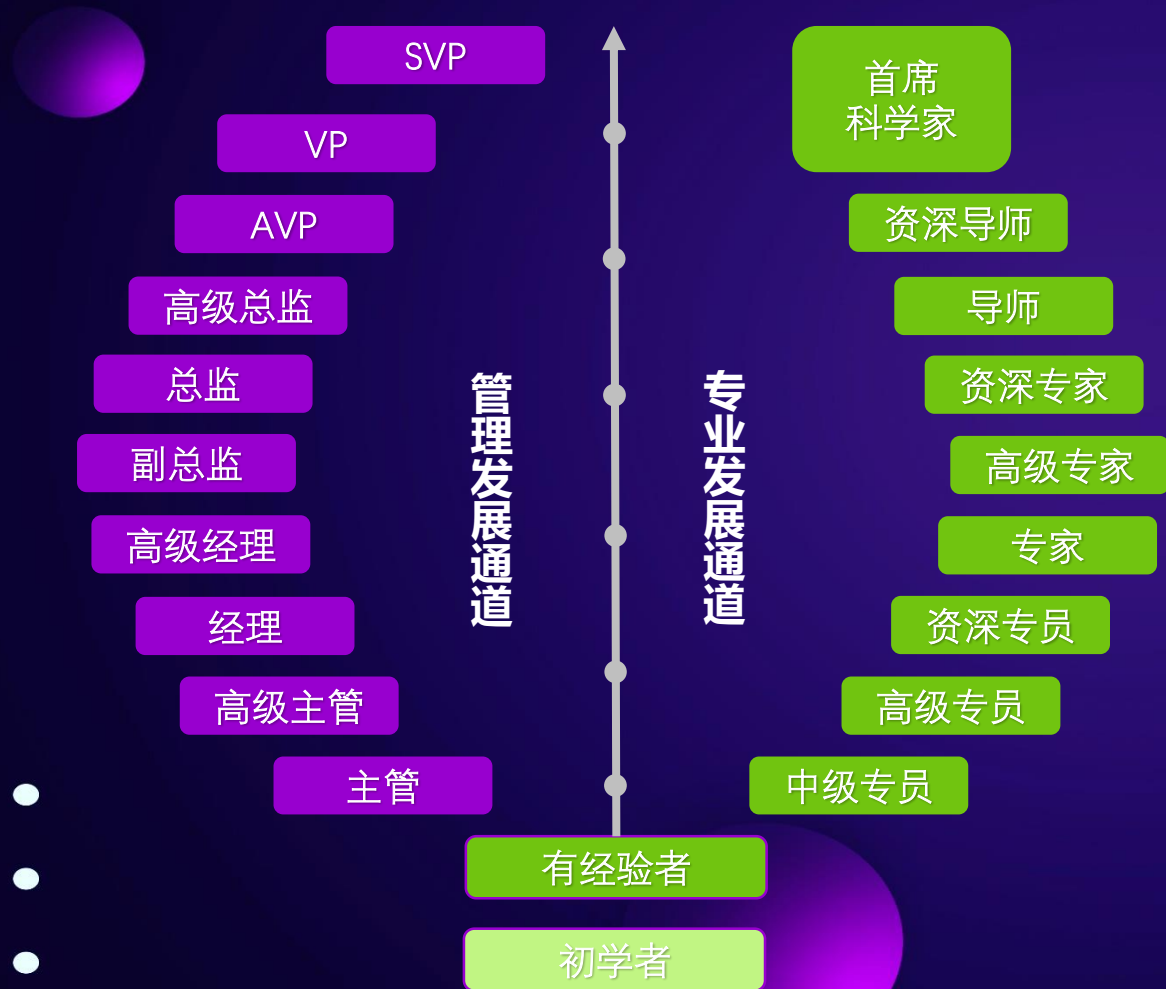 SVP
VP
AVP
高级总监
总监
副总监
高级经理
经理
高级主管
主管
管理发展通道
专业发展通道
首席
科学家
资深导师
导师
资深专家
高级专家
专家
资深专员
高级专员
中级专员
有经验者
初学者